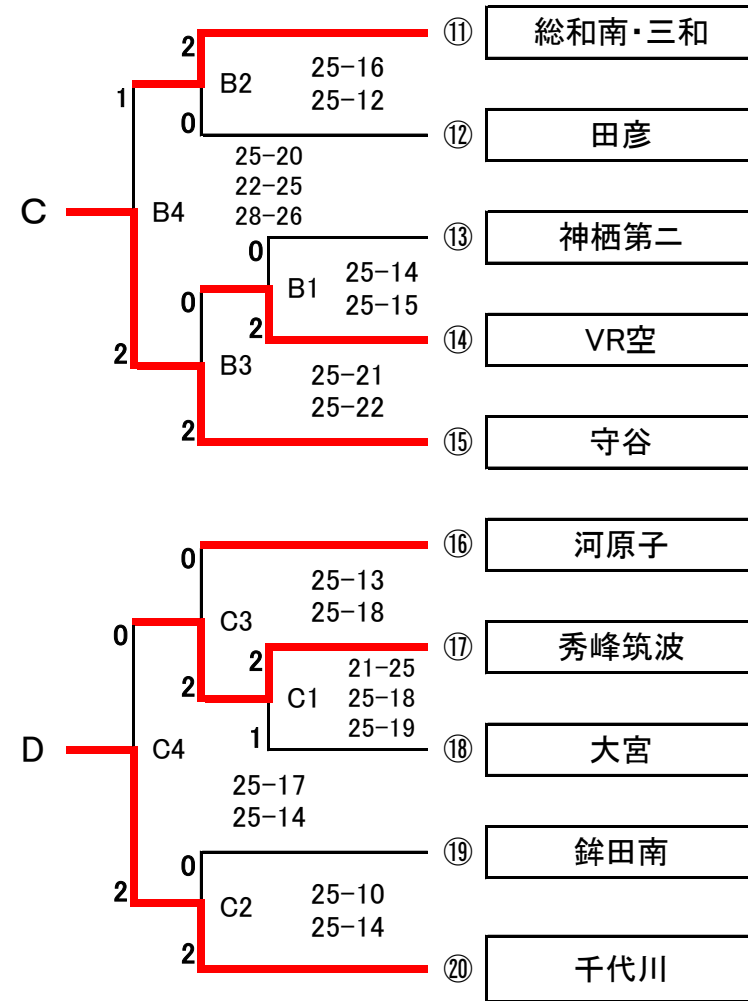 2
⑪
総和南・三和
25-16
B2
25-12
1
0
⑫
田彦
25-20
22-25
28-26
C
B4
⑬
神栖第二
0
B1
25-14
25-15
0
2
⑭
VR空
2
B3
25-21
25-22
2
⑮
守谷
⑯
河原子
0
25-13
25-18
C3
0
⑰
秀峰筑波
2
2
21-25
C1
25-18
25-19
1
⑱
大宮
D
C4
25-17
25-14
⑲
鉾田南
0
2
C2
25-10
25-14
2
⑳
千代川